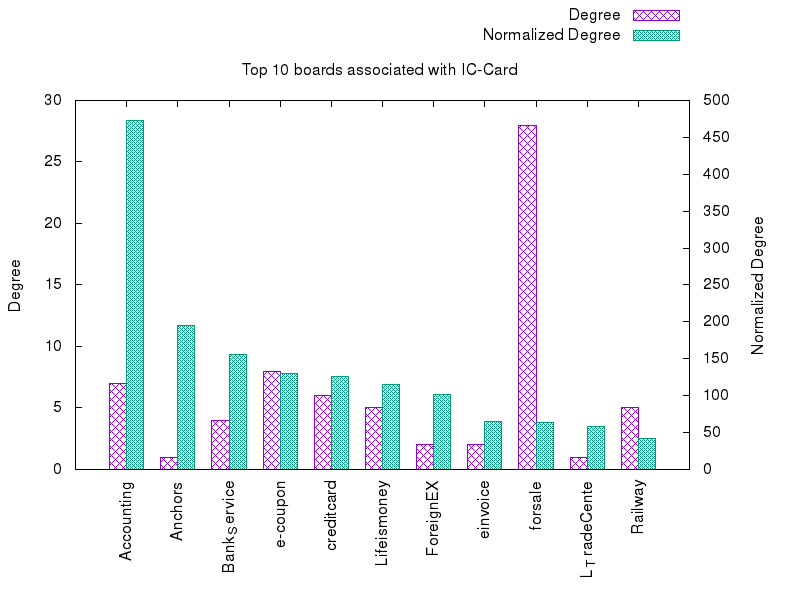 Degree
Normalized Degree
Top 10 boards associated with IC-Card
30
25
20
15
10
5
0
500
450
400
350
300
250
200
150
100
50
0
Degree
Normalized Degree
Accounting
Anchors
BankService
e-coupon
creditcard
Lifeismoney
ForeignEX
einvoice
forsale
LTradeCente
Railway